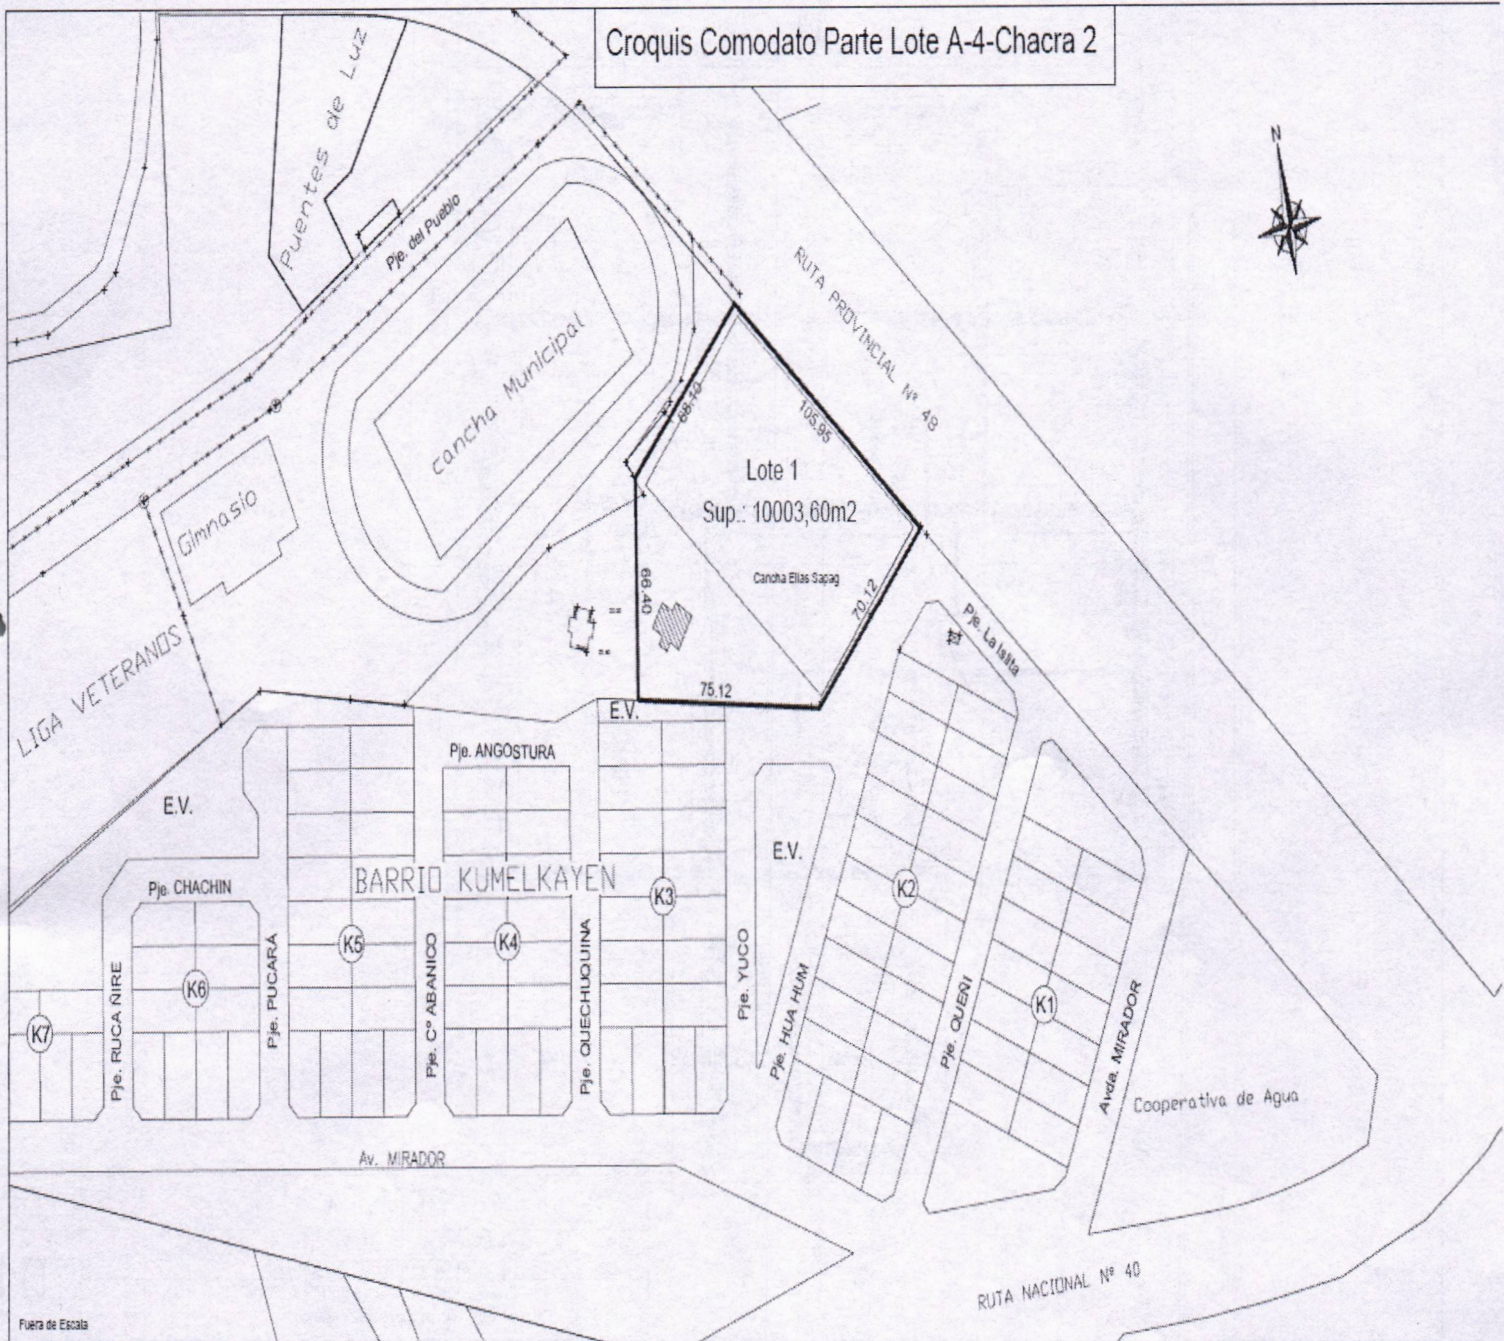 Croquis Comodato Parte Lote A-4-Chacra 2
N
Puentes de Luz
Pje. del Pueblo
RUTA PROVINCIAL Nº 48
cancha Municipal
68.10
105,95
Lote 1
Sup.: 10003,60m2
Gimnasio
Cancha Elias Sapag
66,40
70,12
Pje. La Islita
LIGA VETERANOS
75,12
E.V.
Pje. ANGOSTURA
E.V.
E.V.
Pje. CHACHIN
BARRIO KUMELKAYEN
K2
K3
K5
K4
K6
K1
K7
Pje. RUCA ÑIRE
Pje. PUCARÁ
Pje. Cº ABANICO
Pje. QUECHUQUINA
Pje. YUCO
Pje. HUA HUM
Pje. QUEÑI
Avda. MIRADOR
Cooperativa de Agua
Av. MIRADOR
RUTA NACIONAL Nº 40
Fuera de Escala